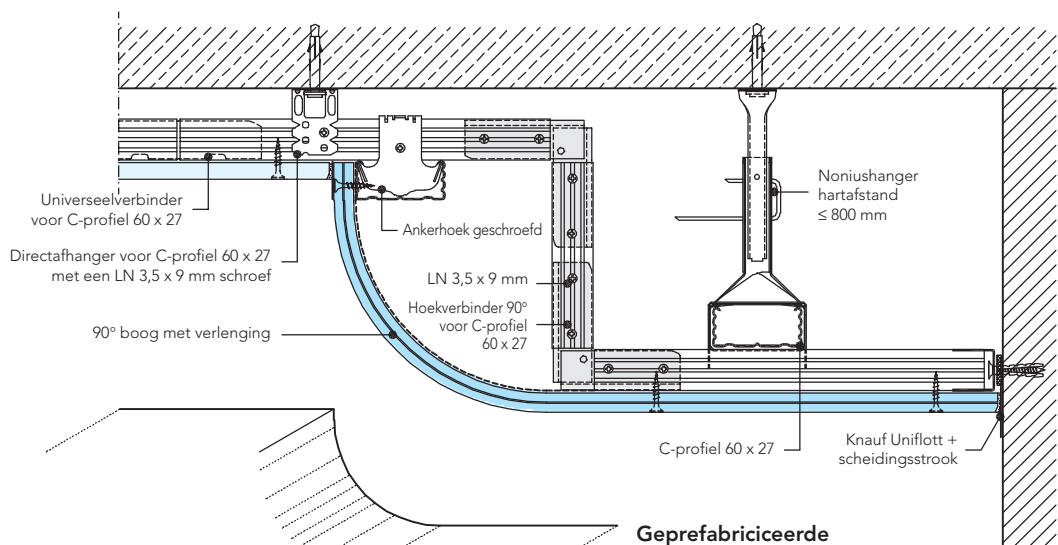 Universeelverbinder
voor C-profiel 60 x 27
Directafhanger voor C-profiel 60 x 27
met een LN 3,5 x 9 mm schroef
90° boog met verlenging
Ankerhoek geschroefd
LN 3,5 x 9 mm
Hoekverbinder 90°
voor C-profiel
60 x 27
Noniushanger
hartafstand
≤ 800 mm
C-profiel 60 x 27
Knauf Uniflott +
scheidingsstrook
Geprefabriciceerde